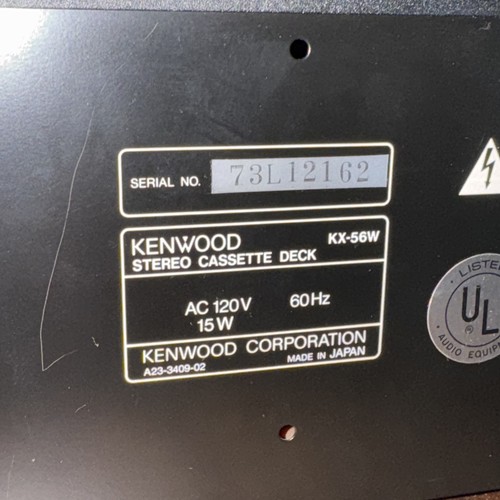 SERIAL NO. 73L12162
KENWOOD KX-56W
STEREO CASSETTE DECK
AC 120V 60Hz
15W
KENWOOD CORPORATION
A23-3409-02 MADE IN JAPAN
LISTED
UL
®
AUDIO EQUIPMENT